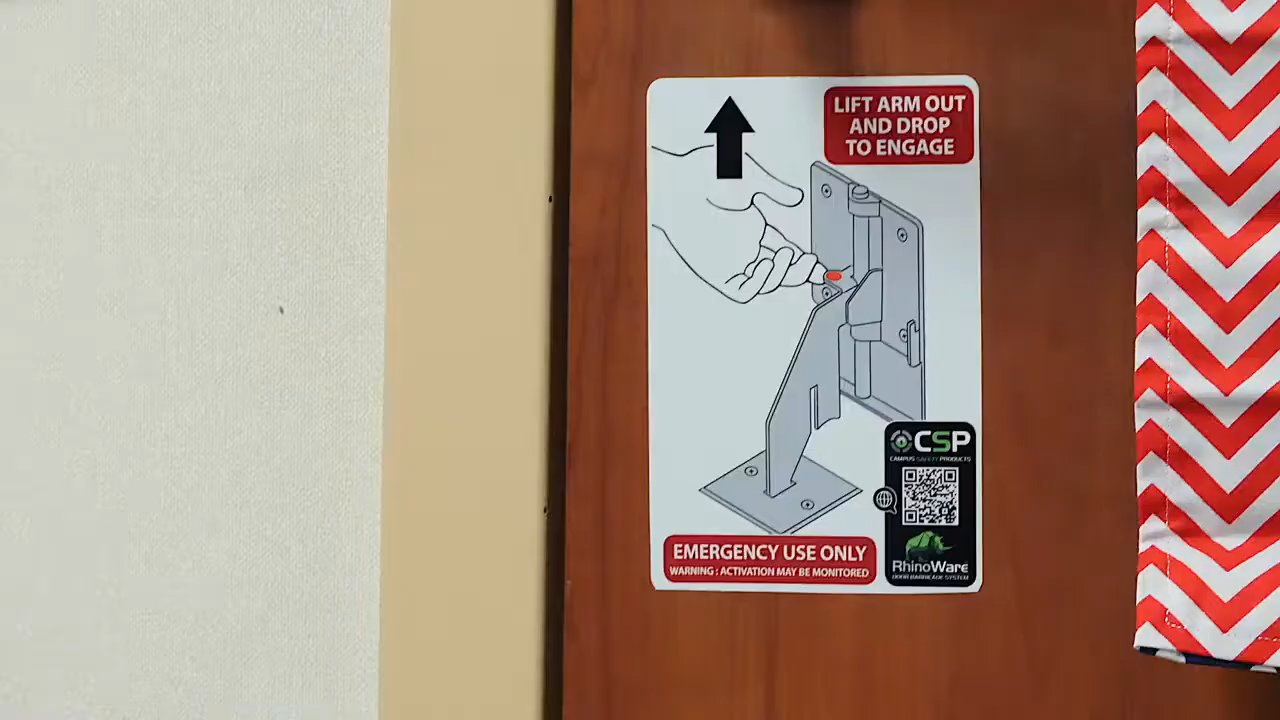 LIFT ARM OUT
AND DROP
TO ENGAGE
CSP
CAMPUS SAFETY PRODUCTS
RhinoWare
DOOR BARRICADE SYSTEM
EMERGENCY USE ONLY
WARNING : ACTIVATION MAY BE MONITORED